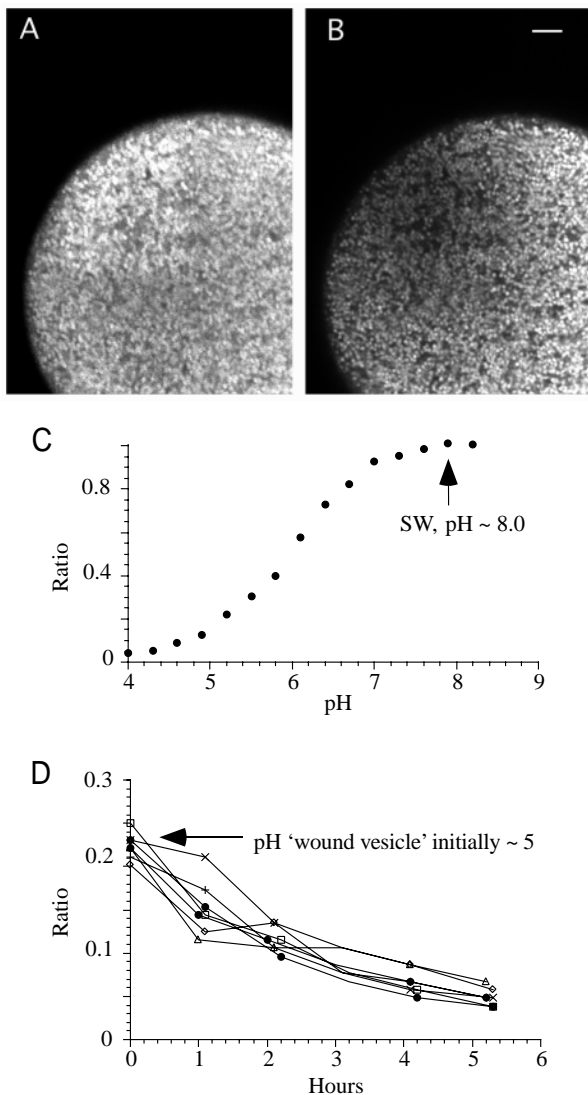 A
B
C
0.8
0.4
0
Ratio
SW, pH ~ 8.0
4 5 6 7 8 9
pH
D
0.3
0.2
0.1
0
Ratio
pH ‘wound vesicle’ initially ~ 5
0 1 2 3 4 5 6
Hours